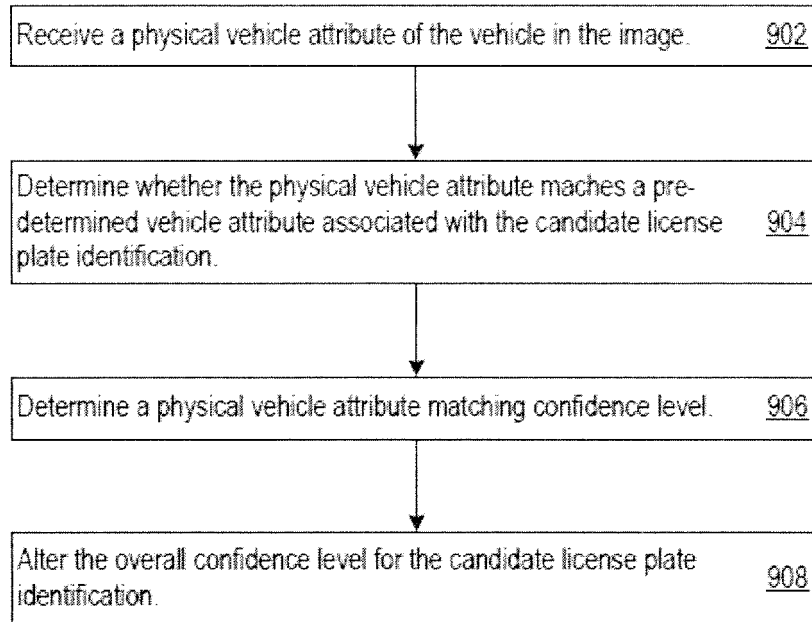 Receive a physical vehicle attribute of the vehicle in the image. 902
Determine whether the physical vehicle attribute maches a pre-
determined vehicle attribute associated with the candidate license 904
plate identification.
Determine a physical vehicle attribute matching confidence level. 906
Alter the overall confidence level for the candidate license plate
identification. 908